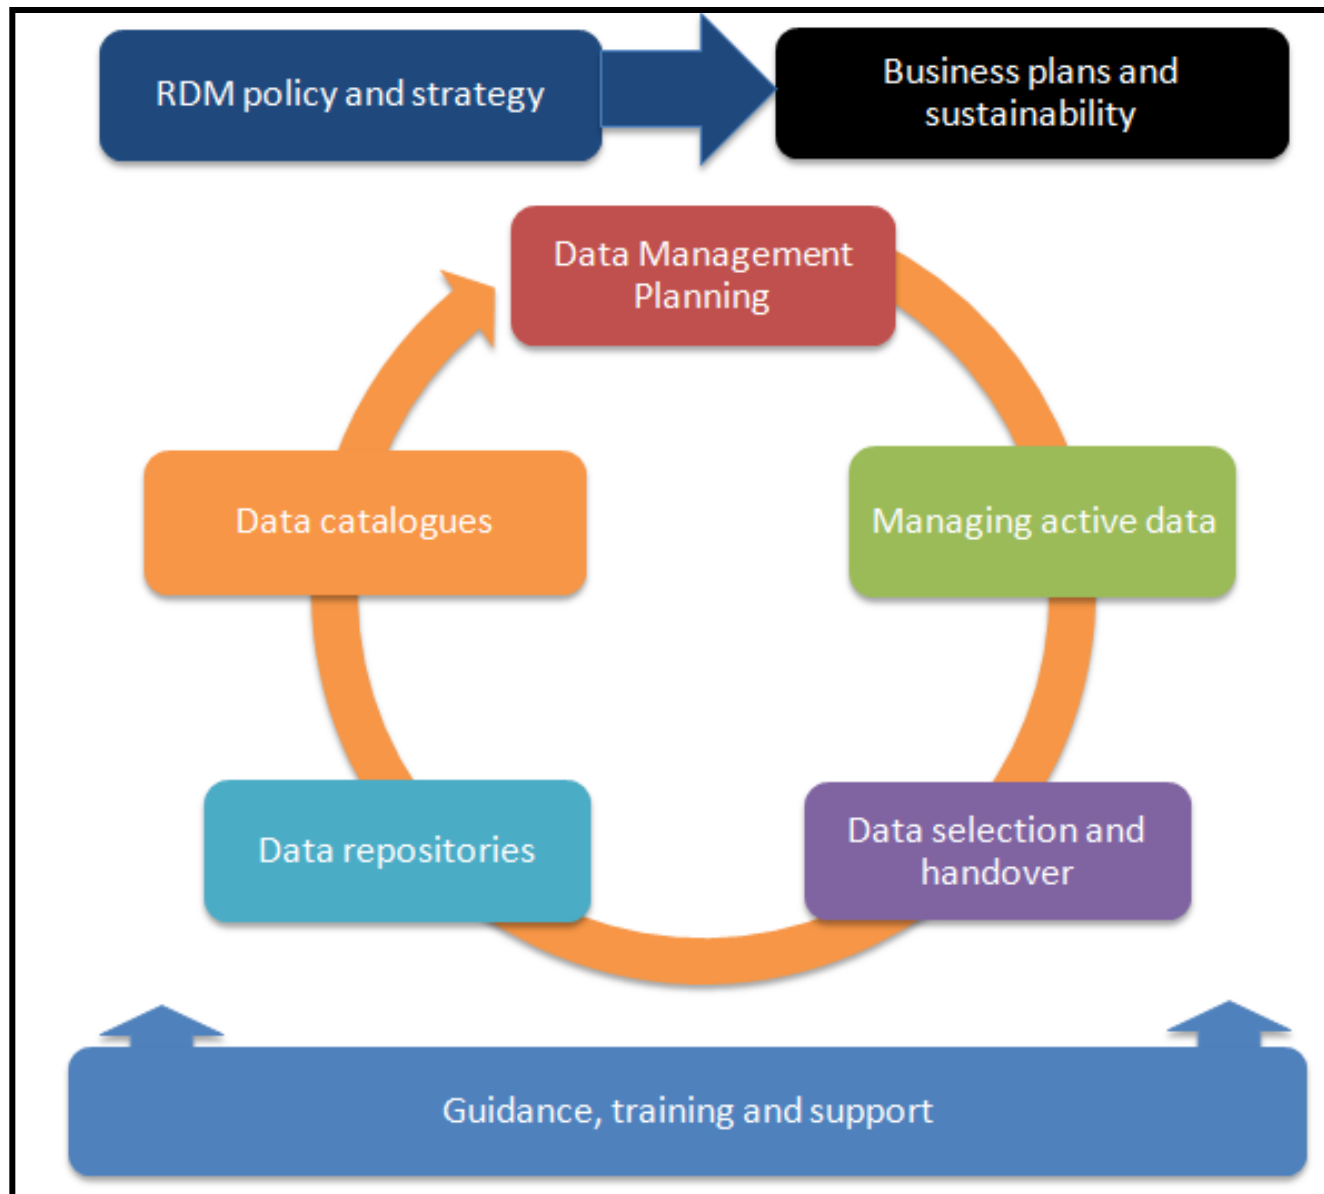 RDM policy and strategy
Business plans and
sustainability
Data Management
Planning
Data catalogues
Managing active data
Data repositories
Data selection and
handover
Guidance, training and support